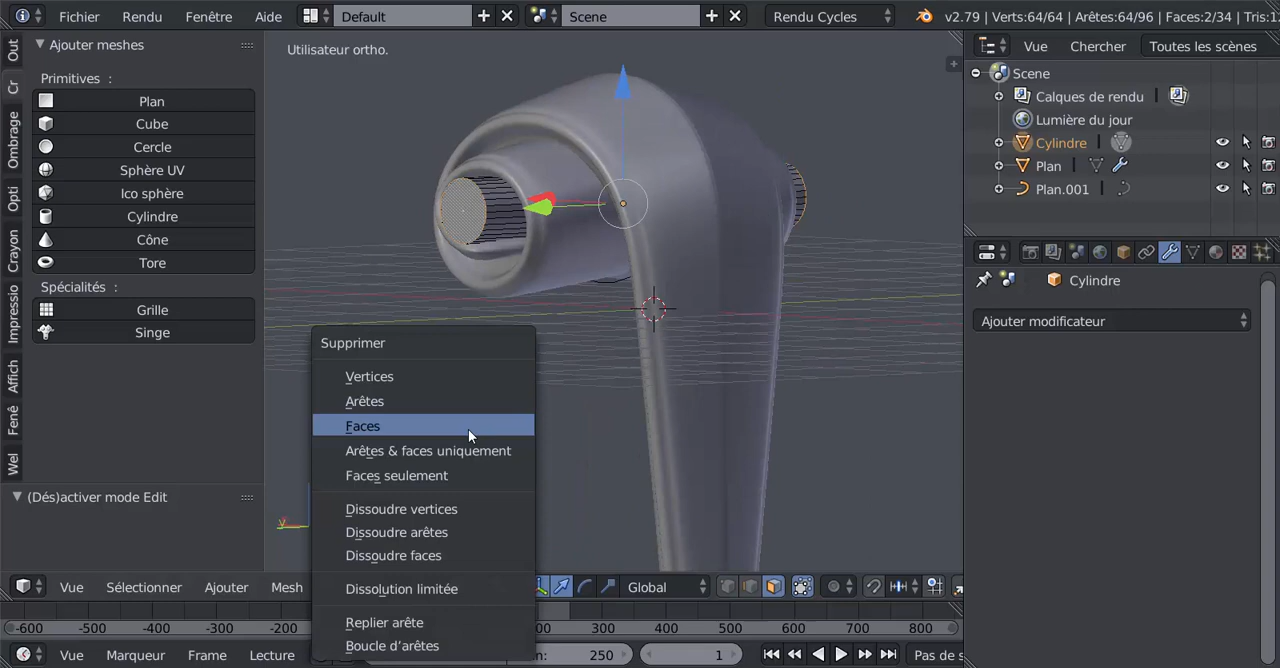 Fichier Rendu Fenêtre Aide Default Scene Rendu Cycles v2.79 | Verts:64/64 | Arêtes:64/96 | Faces:2/34 | Tris:1
Out
Cr
Ombrage
Opti
Crayon
Impressio
Affich
Fenê
Wel
Ajouter meshes
Primitives :
Plan
Cube
Cercle
Sphère UV
Ico sphère
Cylindre
Cône
Tore
Spécialités :
Grille
Singe
(Dés)activer mode Edit
Utilisateur ortho.
Y
Supprimer
Vertices
Arêtes
Faces
Arêtes & faces uniquement
Faces seulement
Dissoudre vertices
Dissoudre arêtes
Dissoudre faces
Dissolution limitée
Replier arête
Boucle d'arêtes
Vue Chercher Toutes les scènes
Scene
Calques de rendu
Lumière du jour
Cylindre
Plan
Plan.001
Cylindre
Ajouter modificateur
Vue Sélectionner Ajouter Mesh Global
-600 -500 -400 -300 -200 200 300 400 500 600 700 800
Vue Marqueur Frame Lecture n: 250 1 Pas de s